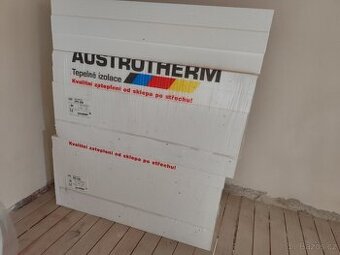 AUSTROTHERM
Tepelné izolace
Kvalitní zateplení od sklepa po střechu!
Kvalitní zateplení od sklepa po střechu!